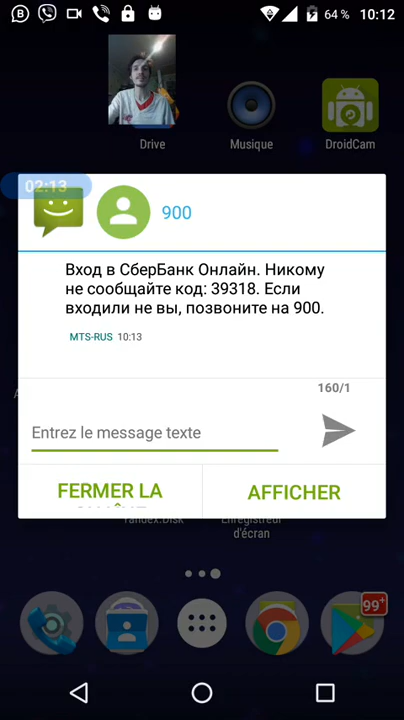 64 % 10:12
Drive
Musique
DroidCam
02:13
900
Вход в СберБанк Онлайн. Никому
не сообщайте код: 39318. Если
входили не вы, позвоните на 900.
MTS-RUS 10:13
160/1
Entrez le message texte
FERMER LA
AFFICHER
Yandex.Disk
Enregistreur
d'écran
99+